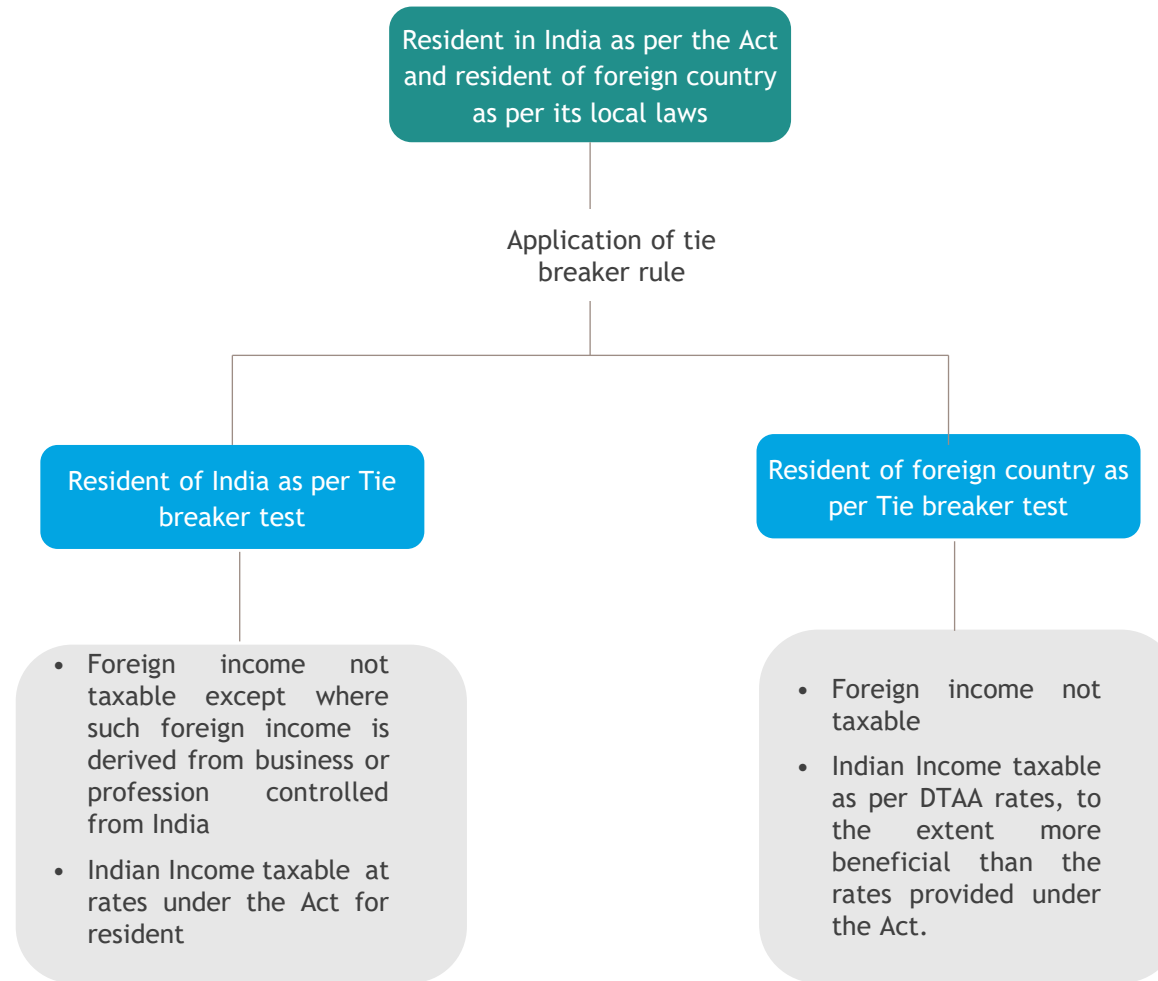 Resident in India as per the Act
and resident of foreign country
as per its local laws
Application of tie
breaker rule
Resident of India as per Tie
breaker test
Resident of foreign country as
per Tie breaker test
• Foreign income not
taxable except where
such foreign income is
derived from business or
profession controlled
from India
• Indian Income taxable at
rates under the Act for
resident
• Foreign income not
taxable
• Indian Income taxable
as per DTAA rates, to
the extent more
beneficial than the
rates provided under
the Act.